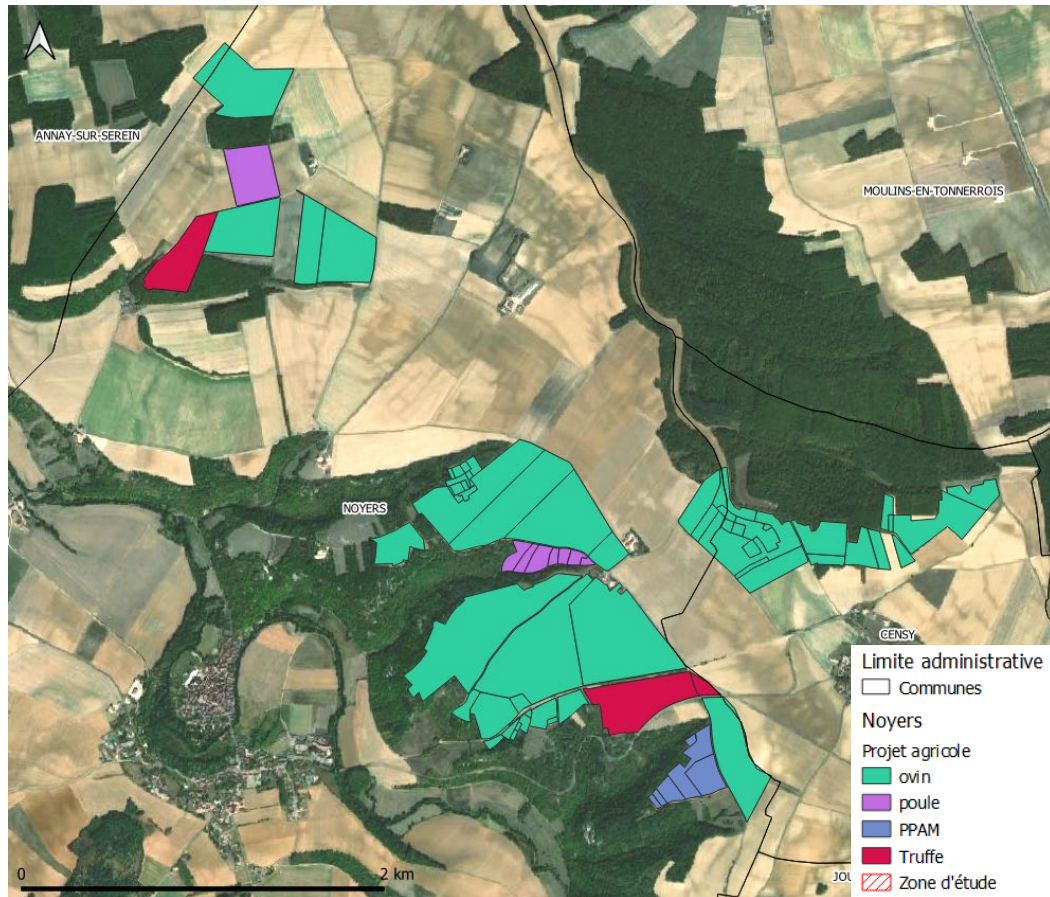 ANNAY-SUR-SEREIN
MOULINS-EN-TONNERROIS
NOYERS
CENSY
JOU
Limite administrative
Communes
Noyers
Projet agricole
ovin
poule
PPAM
Truffe
Zone d'étude
0
2 km